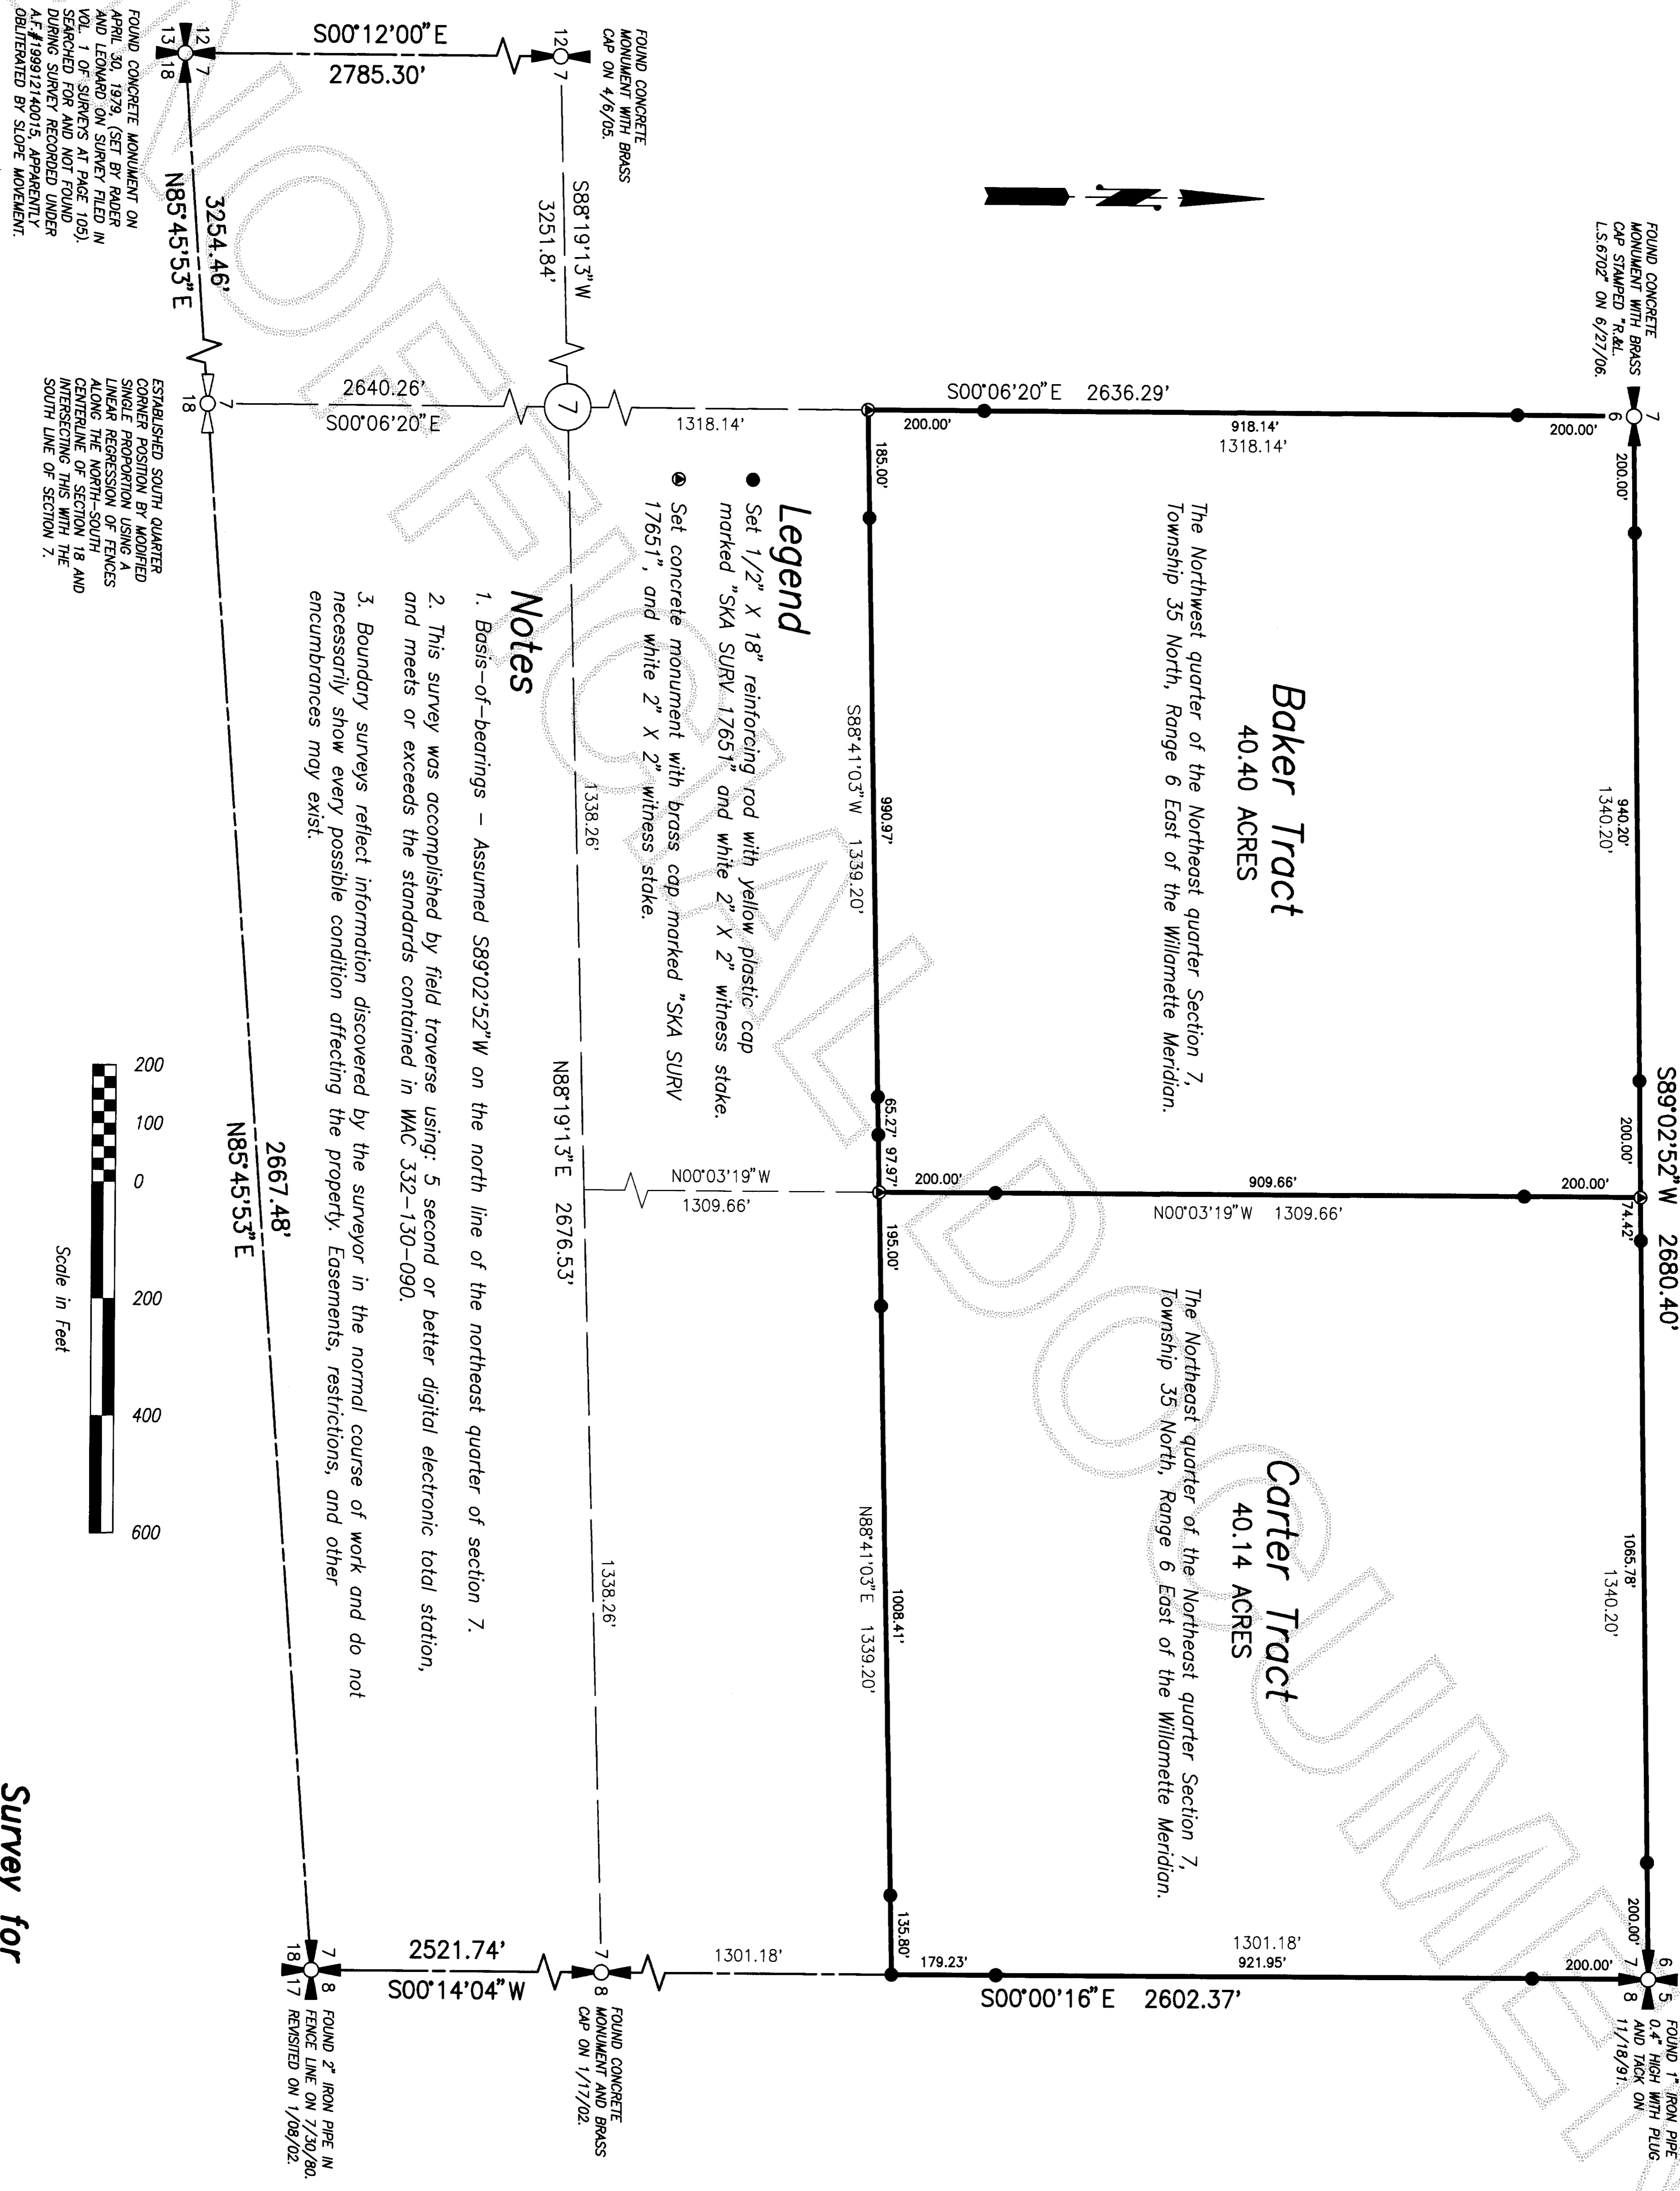 S89°02'52"W 2680.40'
FOUND CONCRETE
MONUMENT WITH BRASS
CAP STAMPED "R.&L.
L.S.6702" ON 6/27/06.
7
6
200.00'
940.20'
1340.20'
200.00'
74.42'
1065.78'
1340.20'
200.00'
6
5
7
8
FOUND 1" IRON PIPE
0.4" HIGH WITH PLUG
AND TACK ON
11/18/91.
S00°06'20"E 2636.29'
200.00'
918.14'
1318.14'
200.00'
Baker Tract
40.40 ACRES
The Northwest quarter of the Northeast quarter Section 7,
Township 35 North, Range 6 East of the Willamette Meridian.
200.00'
909.66'
N00°03'19"W 1309.66'
200.00'
Carter Tract
40.14 ACRES
The Northeast quarter of the Northeast quarter Section 7,
Township 35 North, Range 6 East of the Willamette Meridian.
200.00'
1301.18'
921.95'
S00°00'16"E 2602.37'
179.23'
185.00'
990.97'
S88°41'03"W 1339.20'
65.27'
97.97'
195.00'
1008.41'
N88°41'03"E 1339.20'
135.80'
Legend
Set 1/2" X 18" reinforcing rod with yellow plastic cap
marked "SKA SURV 17651" and white 2" X 2" witness stake.
Set concrete monument with brass cap marked "SKA SURV
17651", and white 2" X 2" witness stake.
1318.14'
N00°03'19"W
1309.66'
1301.18'
FOUND CONCRETE
MONUMENT WITH BRASS
CAP ON 4/6/05.
12
7
S88°19'13"W
3251.84'
7
1338.26'
N88°19'13"E 2676.53'
1338.26'
7
8
FOUND CONCRETE
MONUMENT AND BRASS
CAP ON 1/17/02.
Notes
1. Basis-of-bearings - Assumed S89°02'52"W on the north line of the northeast quarter of section 7.
2. This survey was accomplished by field traverse using: 5 second or better digital electronic total station,
and meets or exceeds the standards contained in WAC 332-130-090.
3. Boundary surveys reflect information discovered by the surveyor in the normal course of work and do not
necessarily show every possible condition affecting the property. Easements, restrictions, and other
encumbrances may exist.
S00°12'00"E
2785.30'
2640.26'
S00°06'20"E
2521.74'
S00°14'04"W
12
7
13
18
3254.46'
N85°45'53"E
7
18
2667.48'
N85°45'53"E
7
8
18
17
FOUND 2" IRON PIPE IN
FENCE LINE ON 7/30/80.
REVISITED ON 1/08/02.
FOUND CONCRETE MONUMENT ON
APRIL 30, 1979, (SET BY RADER
AND LEONARD ON SURVEY FILED IN
VOL. 1 OF SURVEYS AT PAGE 105).
SEARCHED FOR AND NOT FOUND
DURING SURVEY RECORDED UNDER
A.F.#199912140015, APPARENTLY
OBLITERATED BY SLOPE MOVEMENT.
ESTABLISHED SOUTH QUARTER
CORNER POSITION BY MODIFIED
SINGLE PROPORTION USING A
LINEAR REGRESSION OF FENCES
ALONG THE NORTH-SOUTH
CENTERLINE OF SECTION 18 AND
INTERSECTING THIS WITH THE
SOUTH LINE OF SECTION 7.
200 100 0 200 400 600
Scale in Feet
Survey for
UNOFFICIAL DOCUMENT